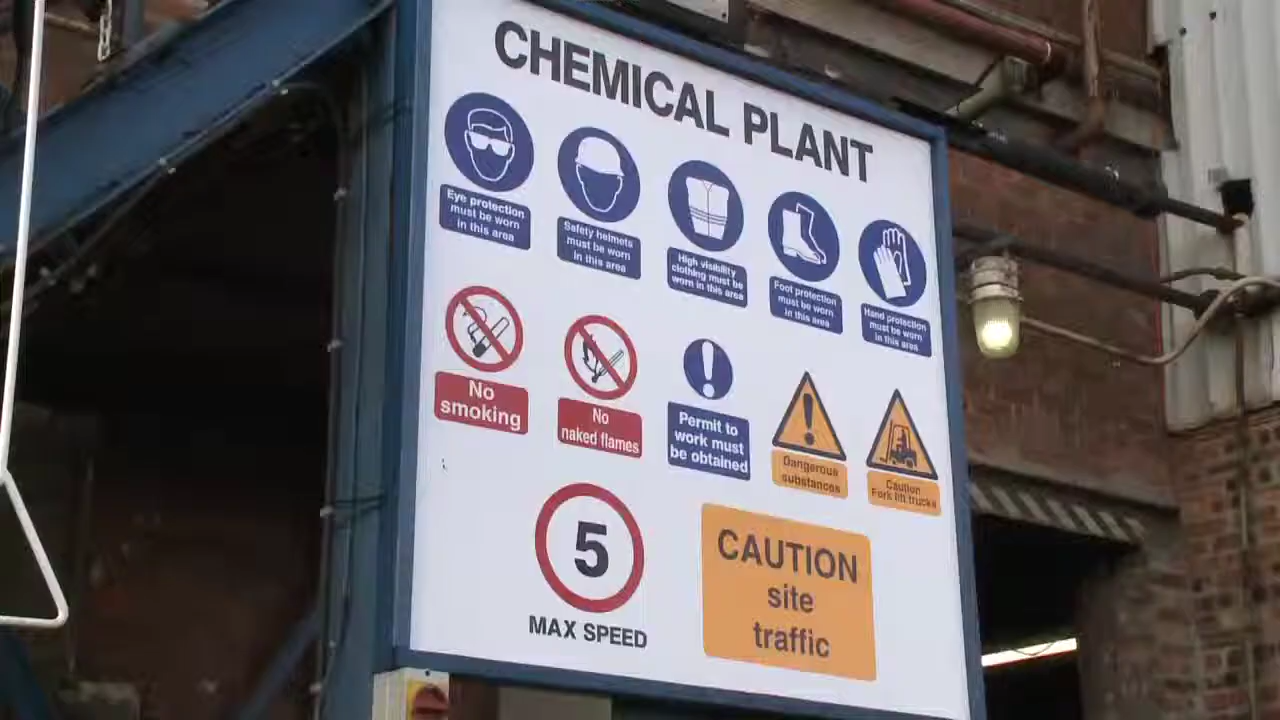 CHEMICAL PLANT
Eye protection
must be worn
in this area
Safety helmets
must be worn
in this area
High visibility
clothing must be
worn in this area
Foot protection
must be worn
in this area
Hand protection
must be worn
in this area
No
smoking
No
naked flames
Permit to
work must
be obtained
Dangerous
substances
Caution
Fork lift trucks
5
MAX SPEED
CAUTION
site
traffic